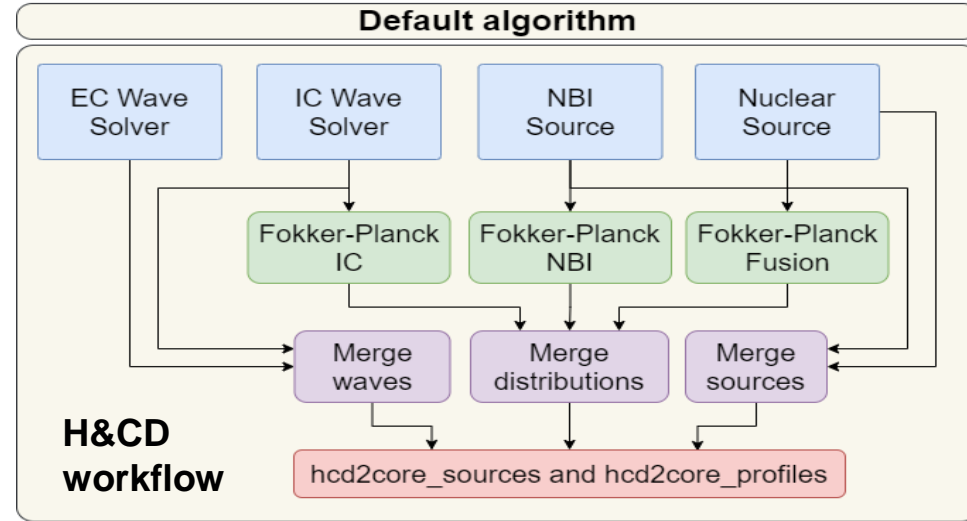 Default algorithm
EC Wave
Solver
IC Wave
Solver
NBI
Source
Nuclear
Source
Fokker-Planck
IC
Fokker-Planck
NBI
Fokker-Planck
Fusion
Merge
waves
Merge
distributions
Merge
sources
H&CD
workflow
hcd2core_sources and hcd2core_profiles